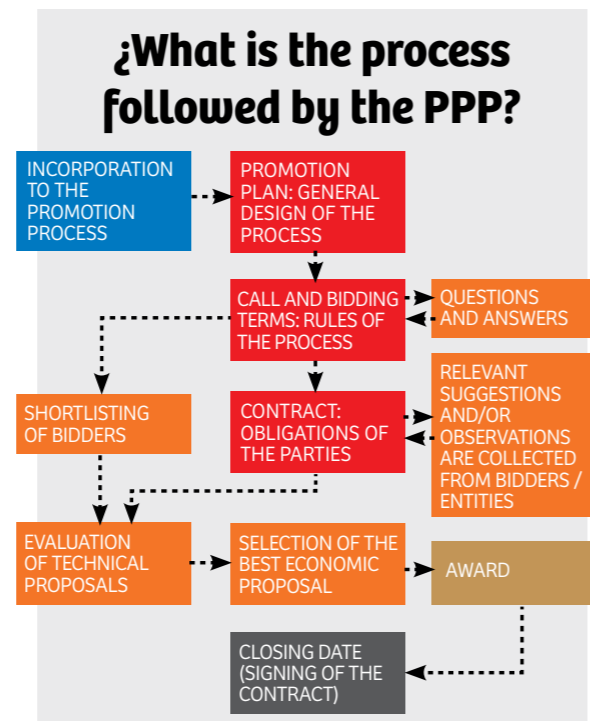 ¿What is the process
followed by the PPP?
INCORPORATION
TO THE
PROMOTION
PROCESS
PROMOTION
PLAN: GENERAL
DESIGN OF THE
PROCESS
CALL AND BIDDING
TERMS: RULES OF
THE PROCESS
QUESTIONS
AND ANSWERS
SHORTLISTING
OF BIDDERS
CONTRACT:
OBLIGATIONS OF
THE PARTIES
RELEVANT
SUGGESTIONS
AND/OR
OBSERVATIONS
ARE COLLECTED
FROM BIDDERS /
ENTITIES
EVALUATION
OF TECHNICAL
PROPOSALS
SELECTION OF THE
BEST ECONOMIC
PROPOSAL
AWARD
CLOSING DATE
(SIGNING OF THE
CONTRACT)